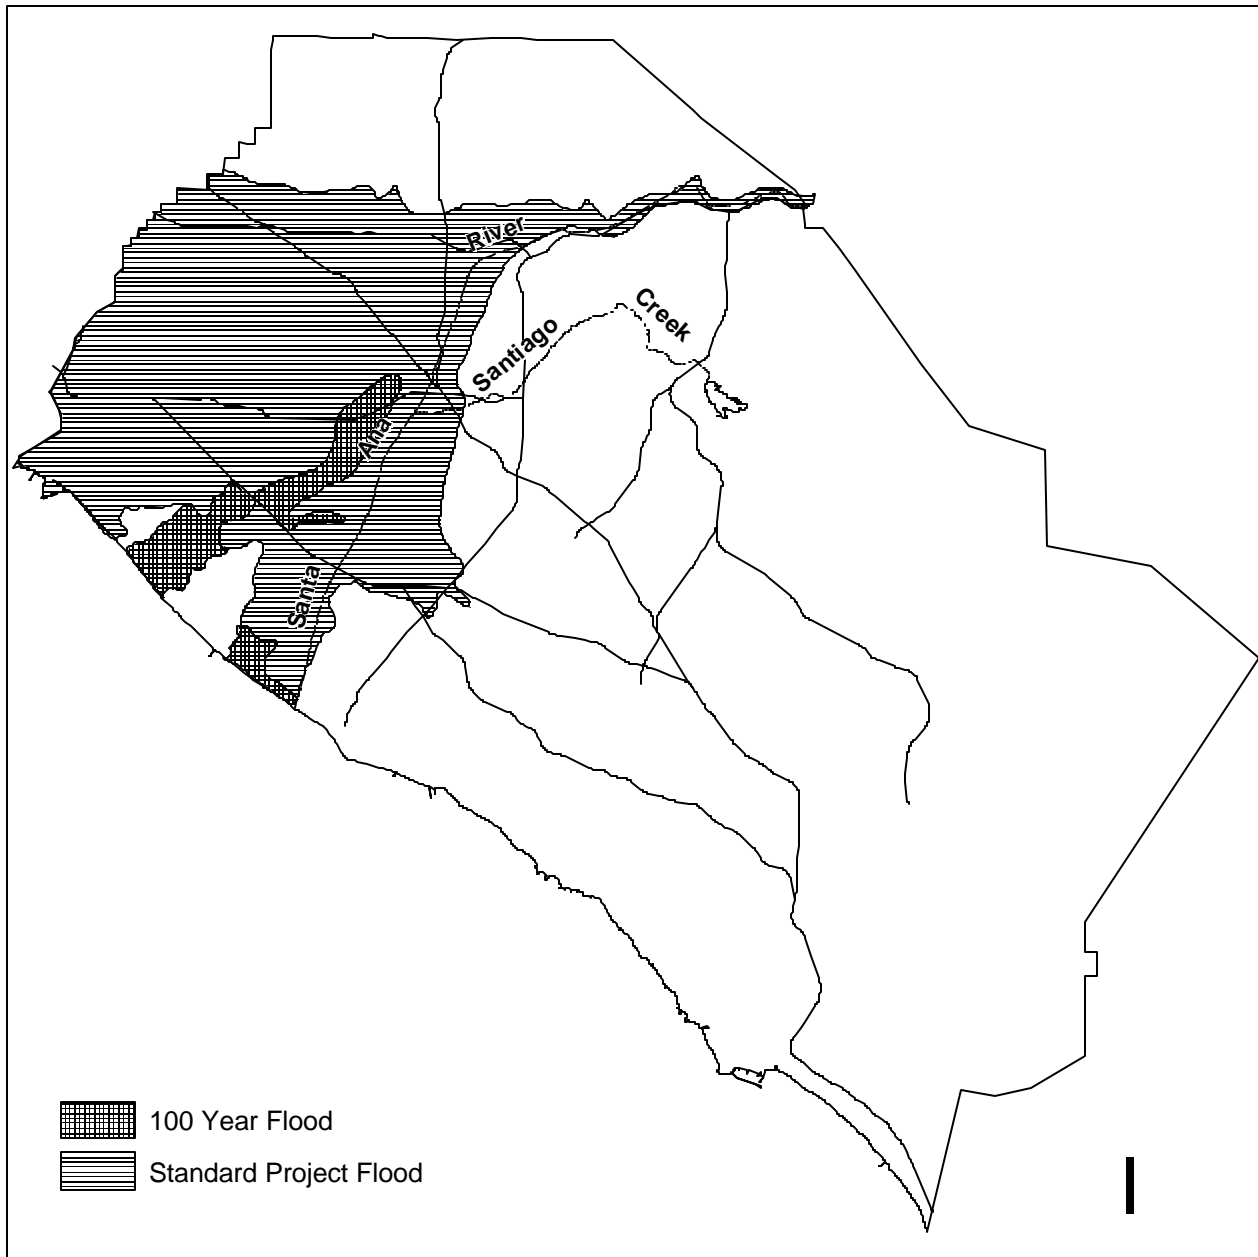 River
Creek
Santiago
Ana
Santa
100 Year Flood
Standard Project Flood